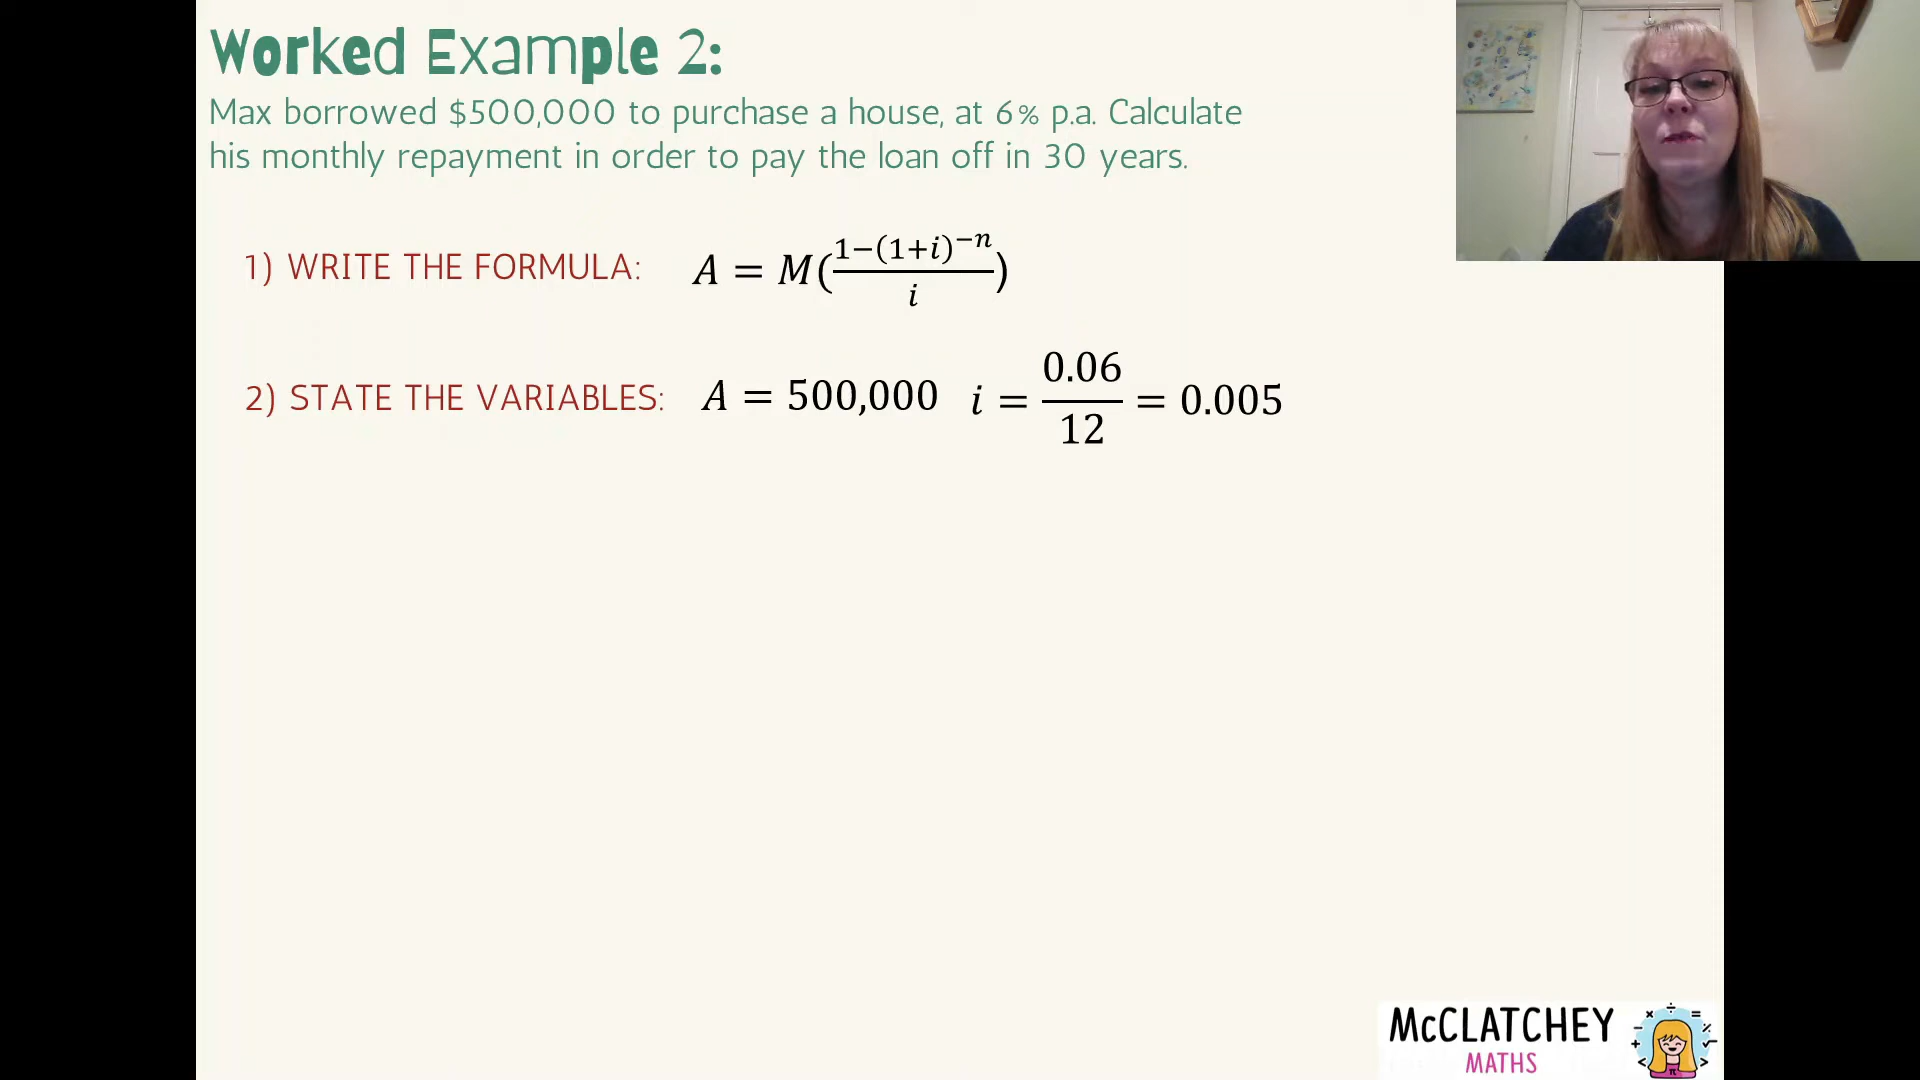 Worked Example 2:
Max borrowed $500,000 to purchase a house, at 6% p.a. Calculate
his monthly repayment in order to pay the loan off in 30 years.
1) WRITE THE FORMULA: A = M(\frac{1-(1+i)^{-n}}{i})
2) STATE THE VARIABLES: A = 500,000 i = \frac{0.06}{12} = 0.005
McCLATCHEY
MATHS